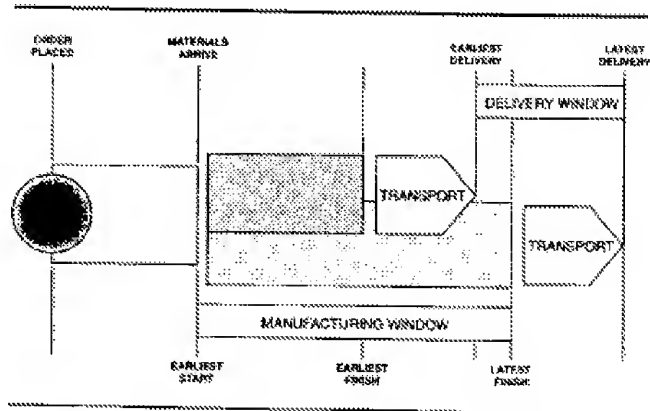 ORDER
PLACED
MATERIALS
ARRIVE
EARLIEST
DELIVERY
LATEST
DELIVERY
DELIVERY WINDOW
TRANSPORT
TRANSPORT
MANUFACTURING WINDOW
EARLIEST
START
EARLIEST
FINISH
LATEST
FINISH